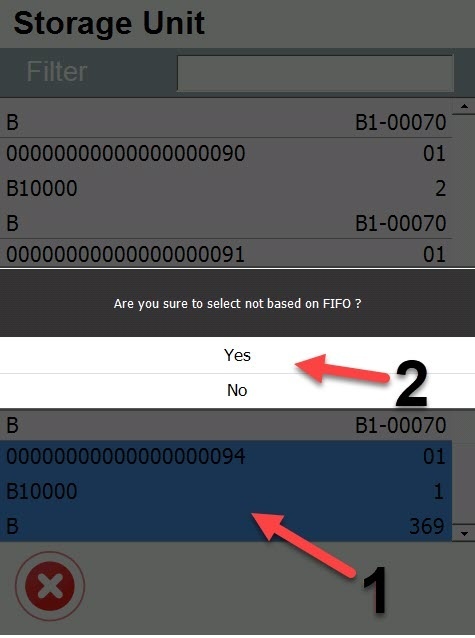 Storage Unit
Filter
B B1-00070
00000000000000000090 01
B10000 2
B B1-00070
00000000000000000091 01
Are you sure to select not based on FIFO ?
Yes
2
No
B B1-00070
00000000000000000094 01
B10000 1
B 369
1